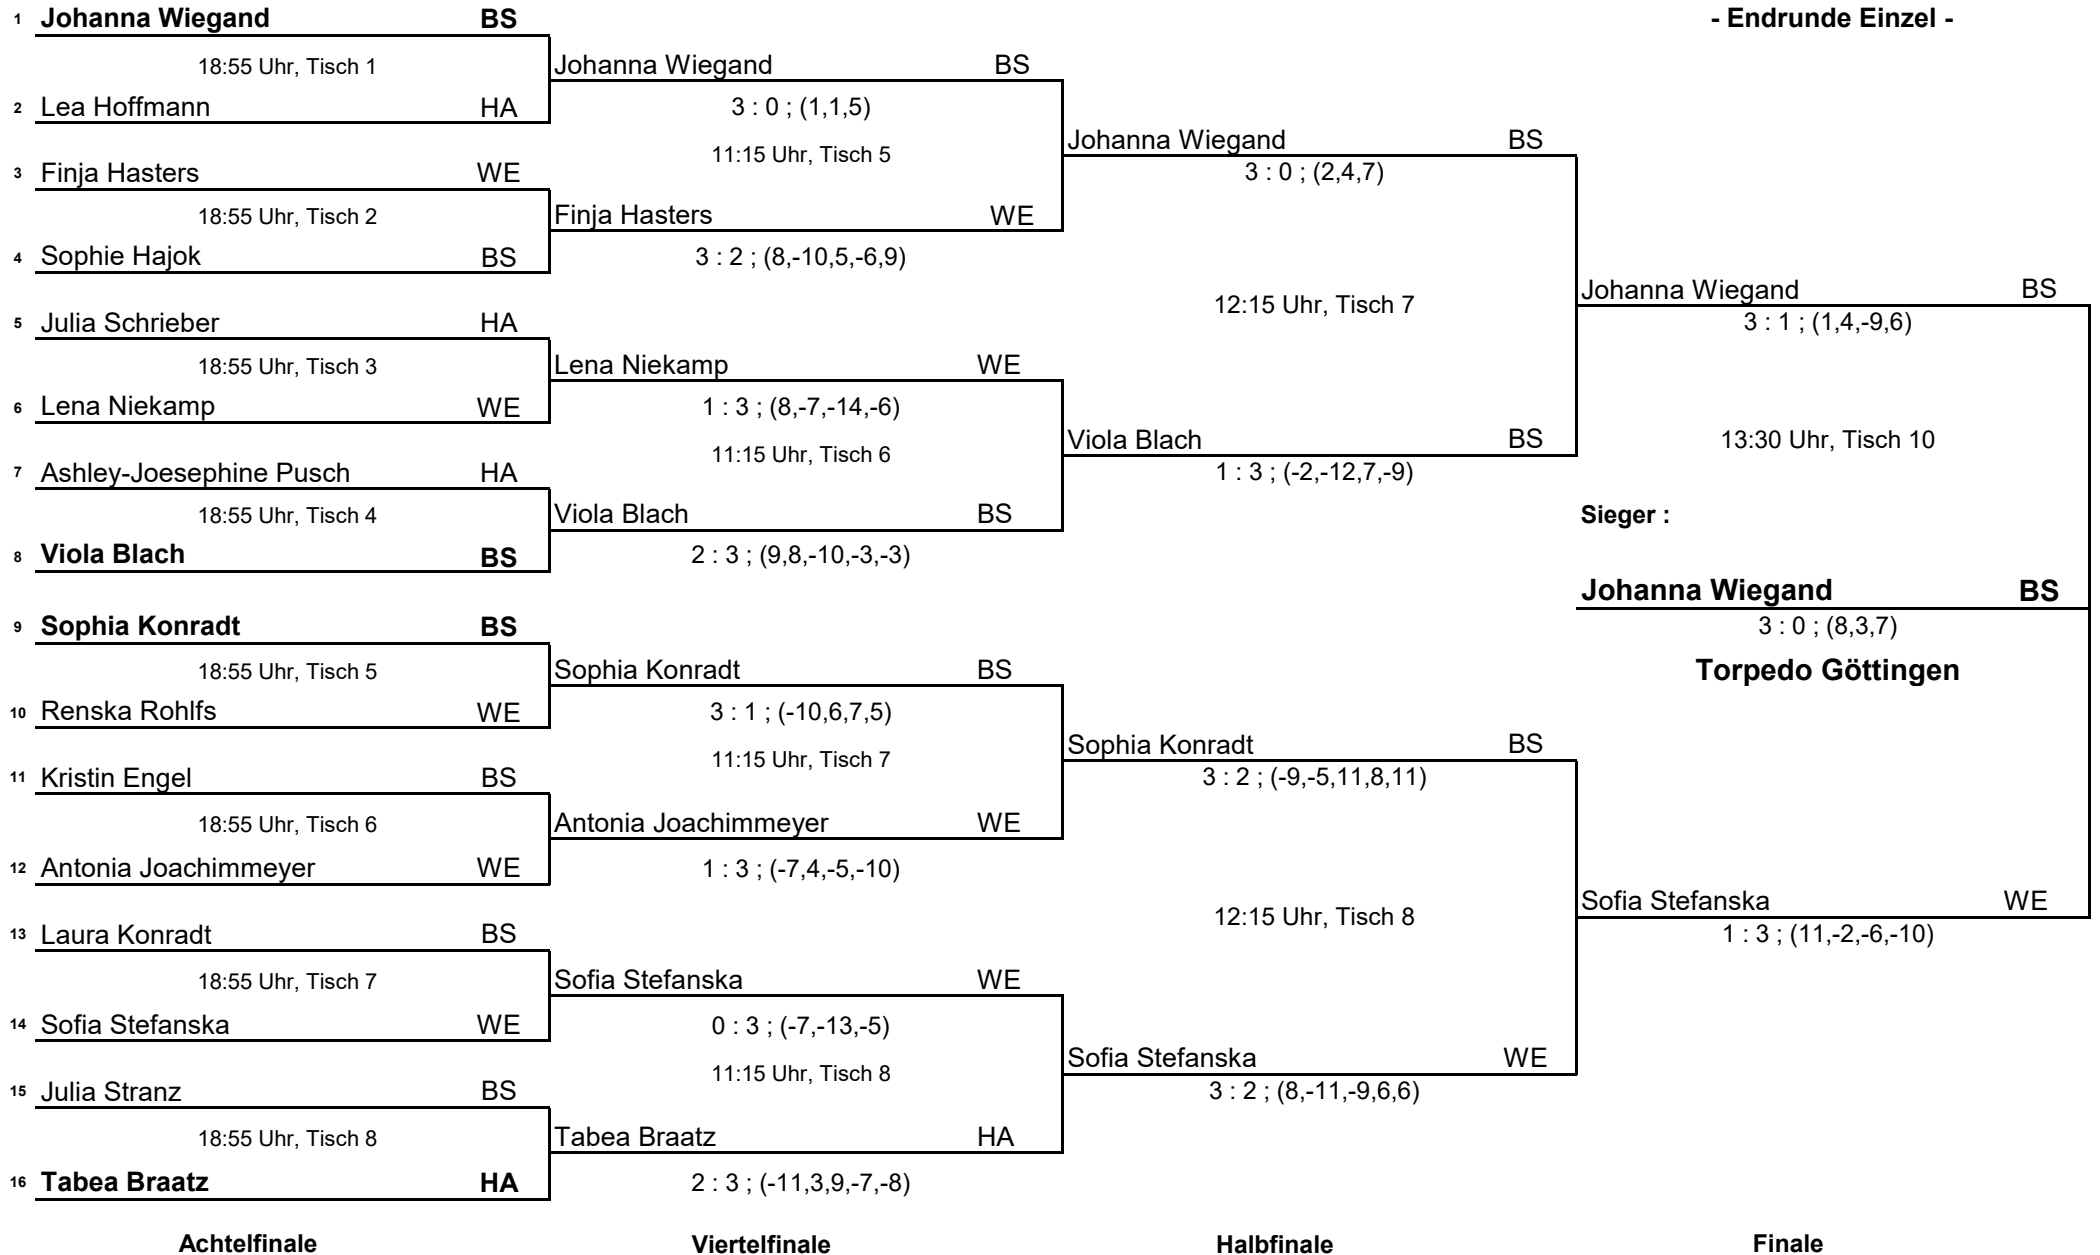 - Endrunde Einzel -
1 Johanna Wiegand BS
18:55 Uhr, Tisch 1
2 Lea Hoffmann HA
3 Finja Hasters WE
18:55 Uhr, Tisch 2
4 Sophie Hajok BS
5 Julia Schrieber HA
18:55 Uhr, Tisch 3
6 Lena Niekamp WE
7 Ashley-Joesephine Pusch HA
18:55 Uhr, Tisch 4
8 Viola Blach BS
9 Sophia Konradt BS
18:55 Uhr, Tisch 5
10 Renska Rohlfs WE
11 Kristin Engel BS
18:55 Uhr, Tisch 6
12 Antonia Joachimmeyer WE
13 Laura Konradt BS
18:55 Uhr, Tisch 7
14 Sofia Stefanska WE
15 Julia Stranz BS
18:55 Uhr, Tisch 8
16 Tabea Braatz HA
Achtelfinale
Johanna Wiegand BS
3 : 0 ; (1,1,5)
11:15 Uhr, Tisch 5
Finja Hasters WE
3 : 2 ; (8,-10,5,-6,9)
Lena Niekamp WE
1 : 3 ; (8,-7,-14,-6)
11:15 Uhr, Tisch 6
Viola Blach BS
2 : 3 ; (9,8,-10,-3,-3)
Sophia Konradt BS
3 : 1 ; (-10,6,7,5)
11:15 Uhr, Tisch 7
Antonia Joachimmeyer WE
1 : 3 ; (-7,4,-5,-10)
Sofia Stefanska WE
0 : 3 ; (-7,-13,-5)
11:15 Uhr, Tisch 8
Tabea Braatz HA
2 : 3 ; (-11,3,9,-7,-8)
Viertelfinale
Johanna Wiegand BS
3 : 0 ; (2,4,7)
12:15 Uhr, Tisch 7
Viola Blach BS
1 : 3 ; (-2,-12,7,-9)
Sophia Konradt BS
3 : 2 ; (-9,-5,11,8,11)
12:15 Uhr, Tisch 8
Sofia Stefanska WE
3 : 2 ; (8,-11,-9,6,6)
Halbfinale
Johanna Wiegand BS
3 : 1 ; (1,4,-9,6)
13:30 Uhr, Tisch 10
Sieger :
Johanna Wiegand BS
3 : 0 ; (8,3,7)
Torpedo Göttingen
Sofia Stefanska WE
1 : 3 ; (11,-2,-6,-10)
Finale